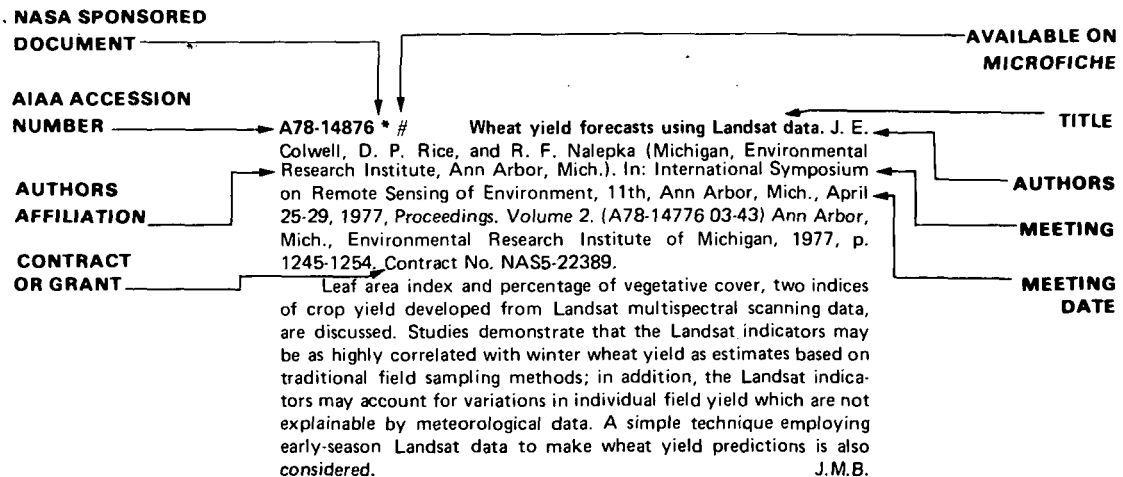 . NASA SPONSORED
DOCUMENT
AVAILABLE ON
MICROFICHE
AIAA ACCESSION
NUMBER
TITLE
A78-14876 * # Wheat yield forecasts using Landsat data. J. E.
Colwell, D. P. Rice, and R. F. Nalepka (Michigan, Environmental
Research Institute, Ann Arbor, Mich.). In: International Symposium
on Remote Sensing of Environment, 11th, Ann Arbor, Mich., April
25-29, 1977, Proceedings. Volume 2. (A78-14776 03-43) Ann Arbor,
Mich., Environmental Research Institute of Michigan, 1977, p.
1245-1254. Contract No. NAS5-22389.
AUTHORS
AFFILIATION
AUTHORS
MEETING
CONTRACT
OR GRANT
MEETING
DATE
Leaf area index and percentage of vegetative cover, two indices
of crop yield developed from Landsat multispectral scanning data,
are discussed. Studies demonstrate that the Landsat indicators may
be as highly correlated with winter wheat yield as estimates based on
traditional field sampling methods; in addition, the Landsat indica-
tors may account for variations in individual field yield which are not
explainable by meteorological data. A simple technique employing
early-season Landsat data to make wheat yield predictions is also
considered. J.M.B.